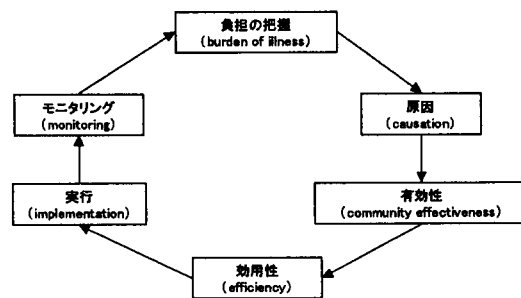 負担の把握
(burden of illness)
原因
(causation)
有効性
(community effectiveness)
効用性
(efficiency)
実行
(implementation)
モニタリング
(monitoring)